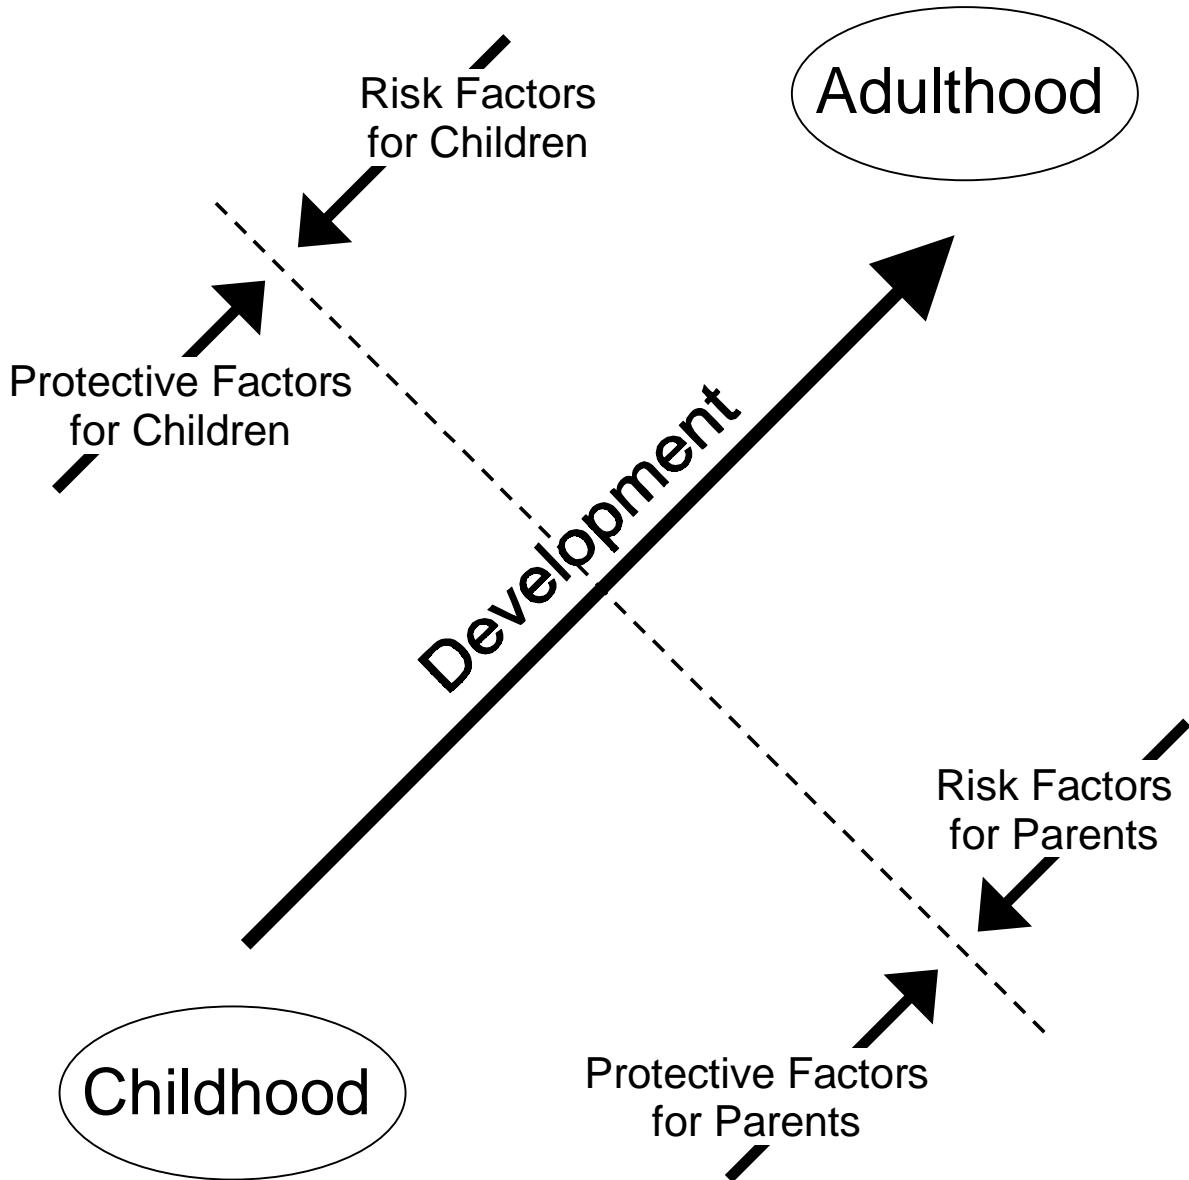 Risk Factors
for Children
Adulthood
Protective Factors
for Children
Development
Risk Factors
for Parents
Protective Factors
for Parents
Childhood